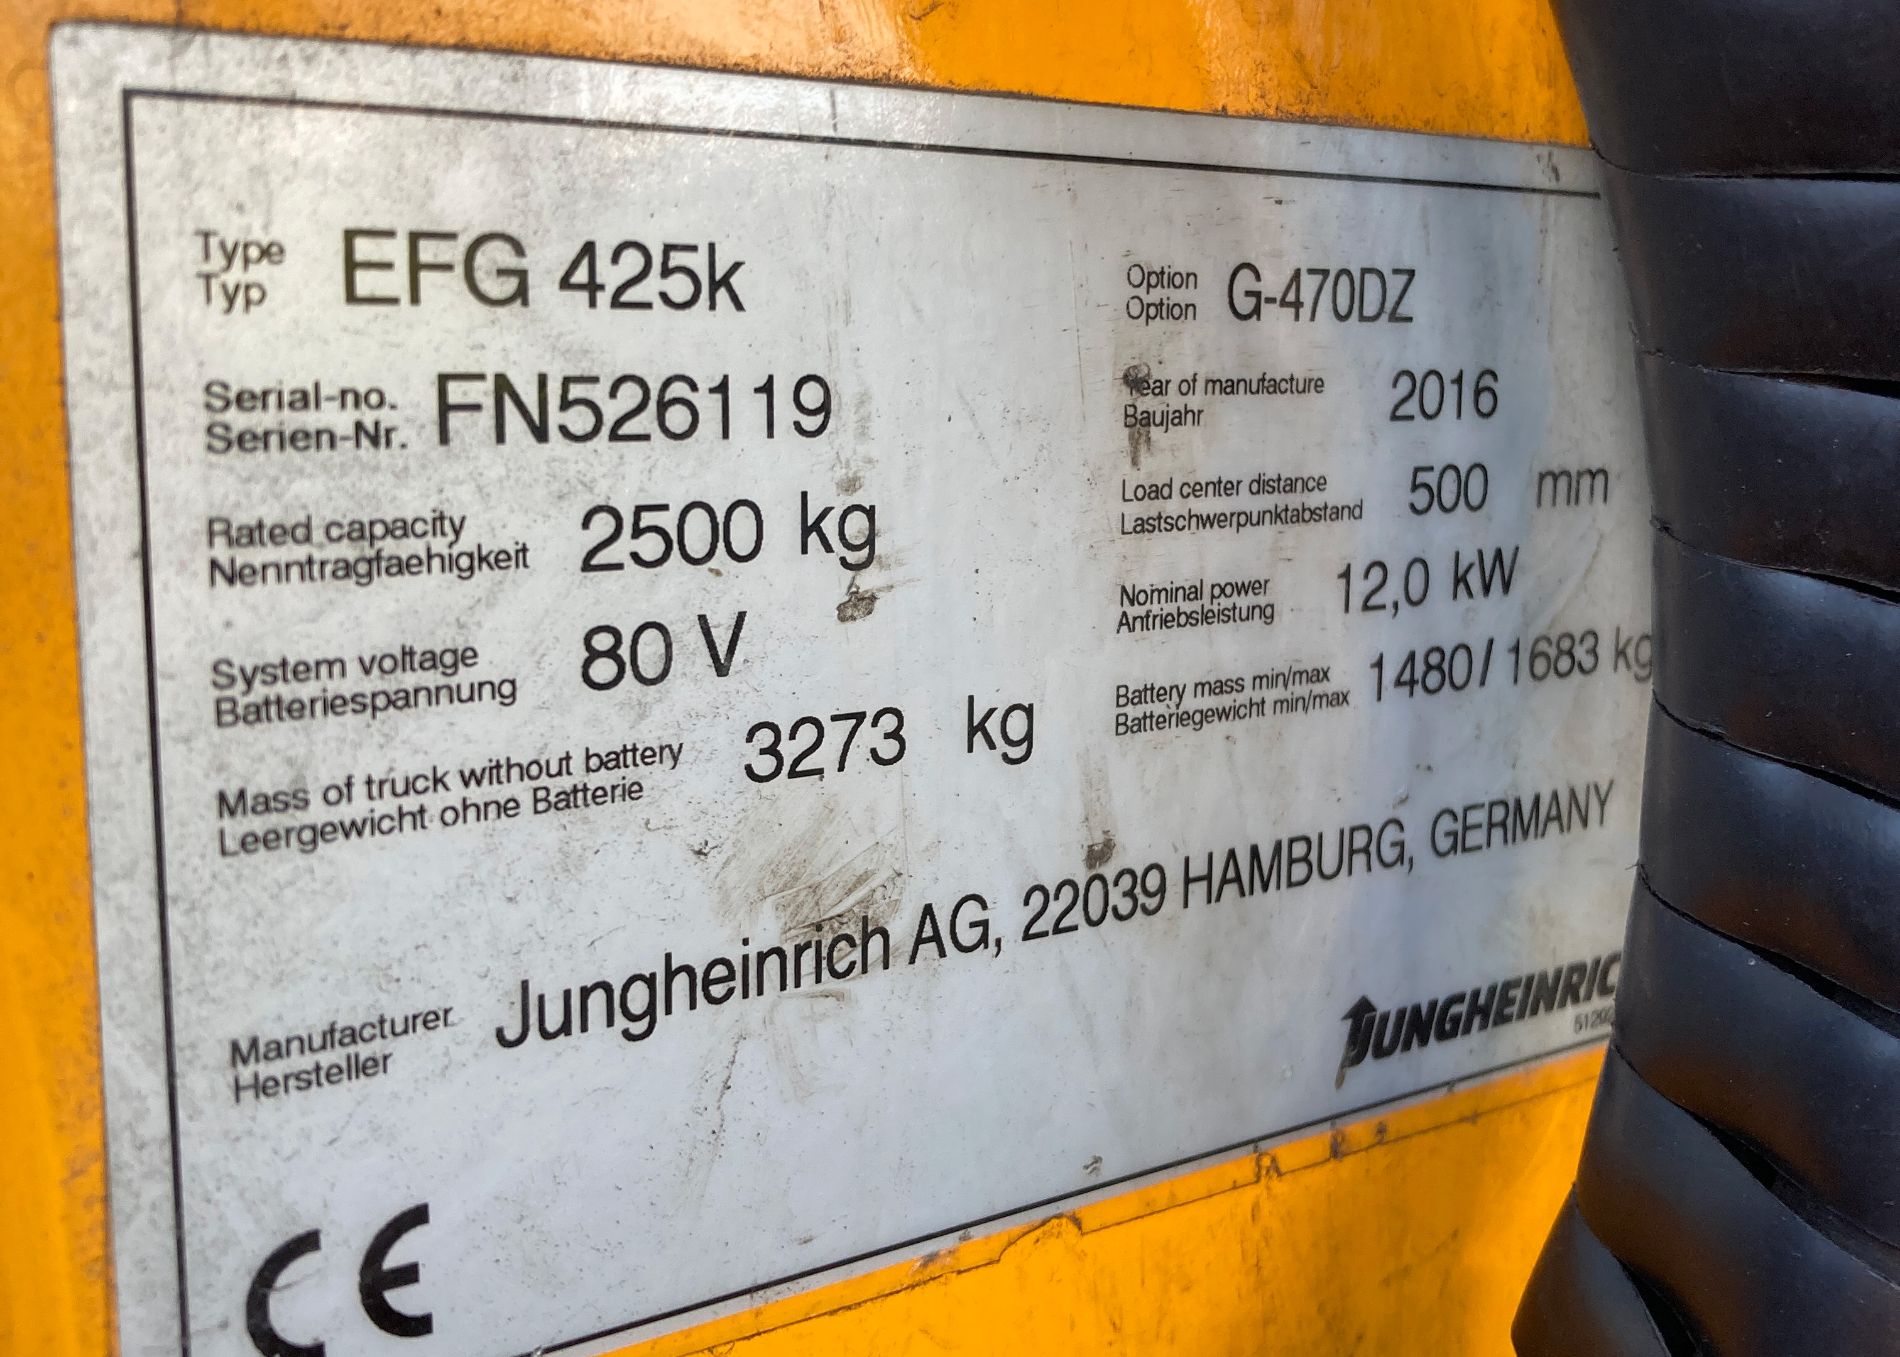 Type EFG 425k
Typ
Option G-470DZ
Option
Serial-no. FN526119
Serien-Nr.
Year of manufacture 2016
Baujahr
Rated capacity 2500 kg
Nenntragfaehigkeit
Load center distance 500 mm
Lastschwerpunktabstand
System voltage 80 V
Batteriespannung
Nominal power 12,0 kW
Antriebsleistung
Mass of truck without battery 3273 kg
Leergewicht ohne Batterie
Battery mass min/max 1480/1683 kg
Batteriegewicht min/max
Manufacturer Jungheinrich AG, 22039 HAMBURG, GERMANY
Hersteller
JUNGHEINRIC
CE